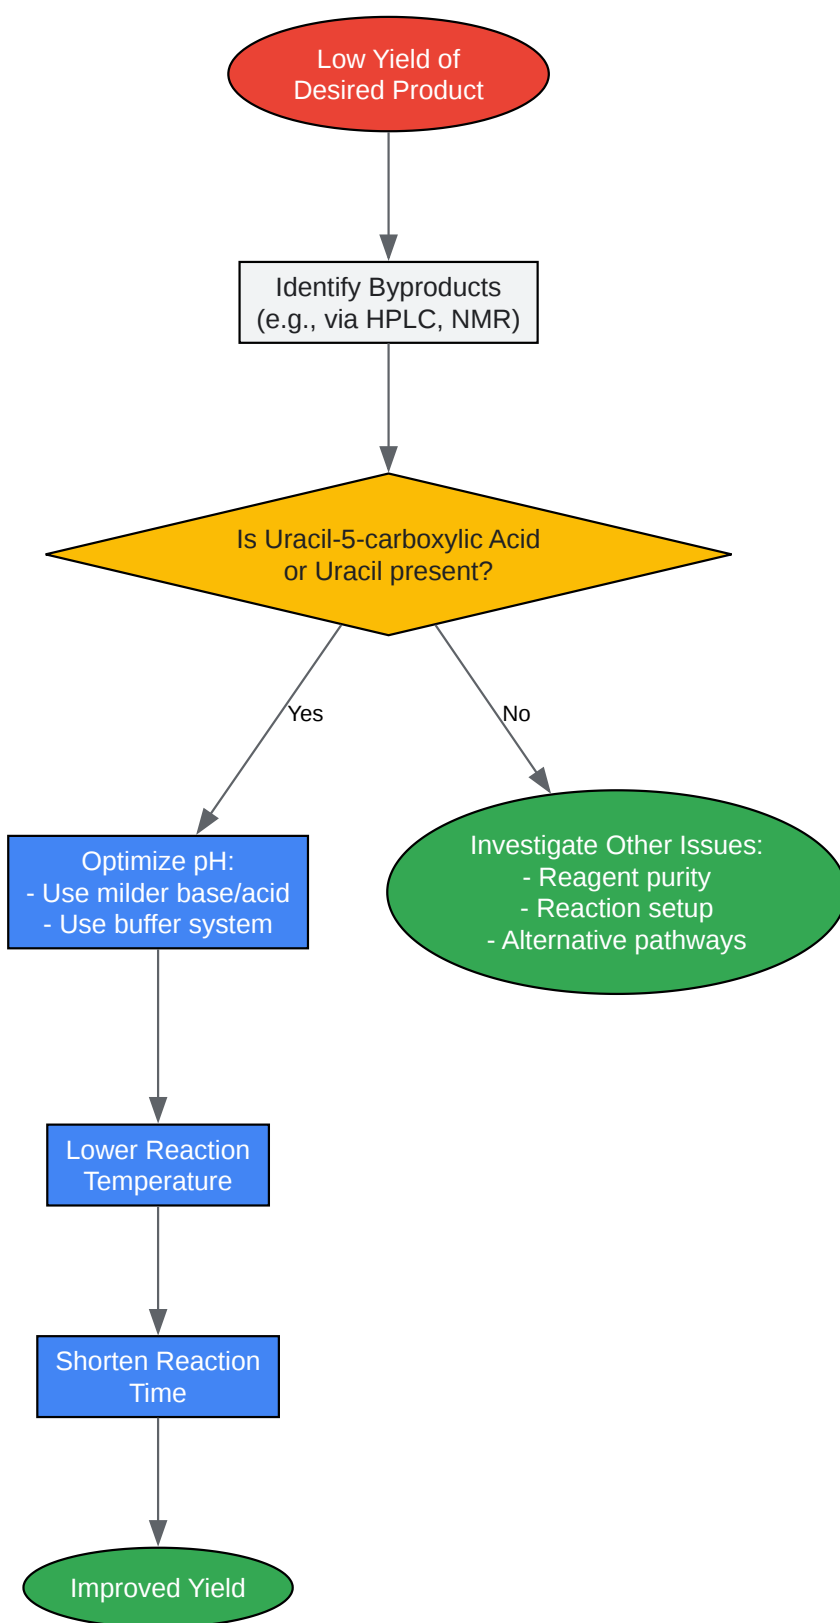 Low Yield of
Desired Product
Identify Byproducts
(e.g., via HPLC, NMR)
Is Uracil-5-carboxylic Acid
or Uracil present?
Yes
No
Optimize pH:
- Use milder base/acid
- Use buffer system
Investigate Other Issues:
- Reagent purity
- Reaction setup
- Alternative pathways
Lower Reaction
Temperature
Shorten Reaction
Time
Improved Yield